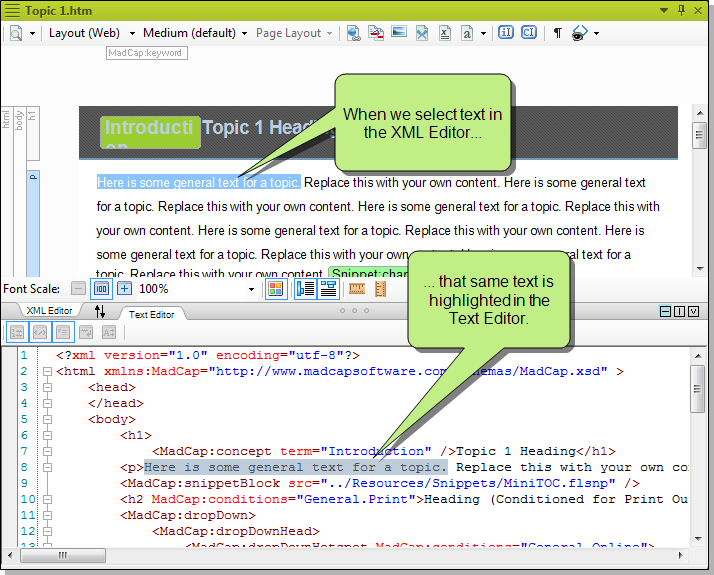 Topic 1.htm
Layout (Web) Medium (default) Page Layout
MadCap:keyword
html
body
h1
p
Introducti Topic 1 Head
on
When we select text in
the XML Editor...
Here is some general text for a topic. Replace this with your own content. Here is some general text
for a topic. Replace this with your own content. Here is some general text for a topic. Replace this with
your own content. Here is some general text for a topic. Replace this with your own content. Here is
some general text for a topic. Replace this with your own content. Here is some general text for a
topic. Replace this with your own content. Snippet:
... that same text is
highlighted in the
Text Editor.
Font Scale: 100 100%
XML Editor Text Editor
1 <?xml version="1.0" encoding="utf-8"?>
2 <html xmlns:MadCap="http://www.madcapsoftware.com/Schemas/MadCap.xsd" >
3 <head>
4 </head>
5 <body>
6 <h1>
7 <MadCap:concept term="Introduction" />Topic 1 Heading</h1>
8 <p>Here is some general text for a topic. Replace this with your own
9 <MadCap:snippetBlock src="../Resources/Snippets/MiniTOC.flsnp" />
10 <h2 MadCap:conditions="General.Print">Heading (Conditioned for Print Ou
11 <MadCap:dropDown>
12 <MadCap:dropDownHead>
13 <MadCap:dropDownHotspot MadCap:conditions="General.Online">